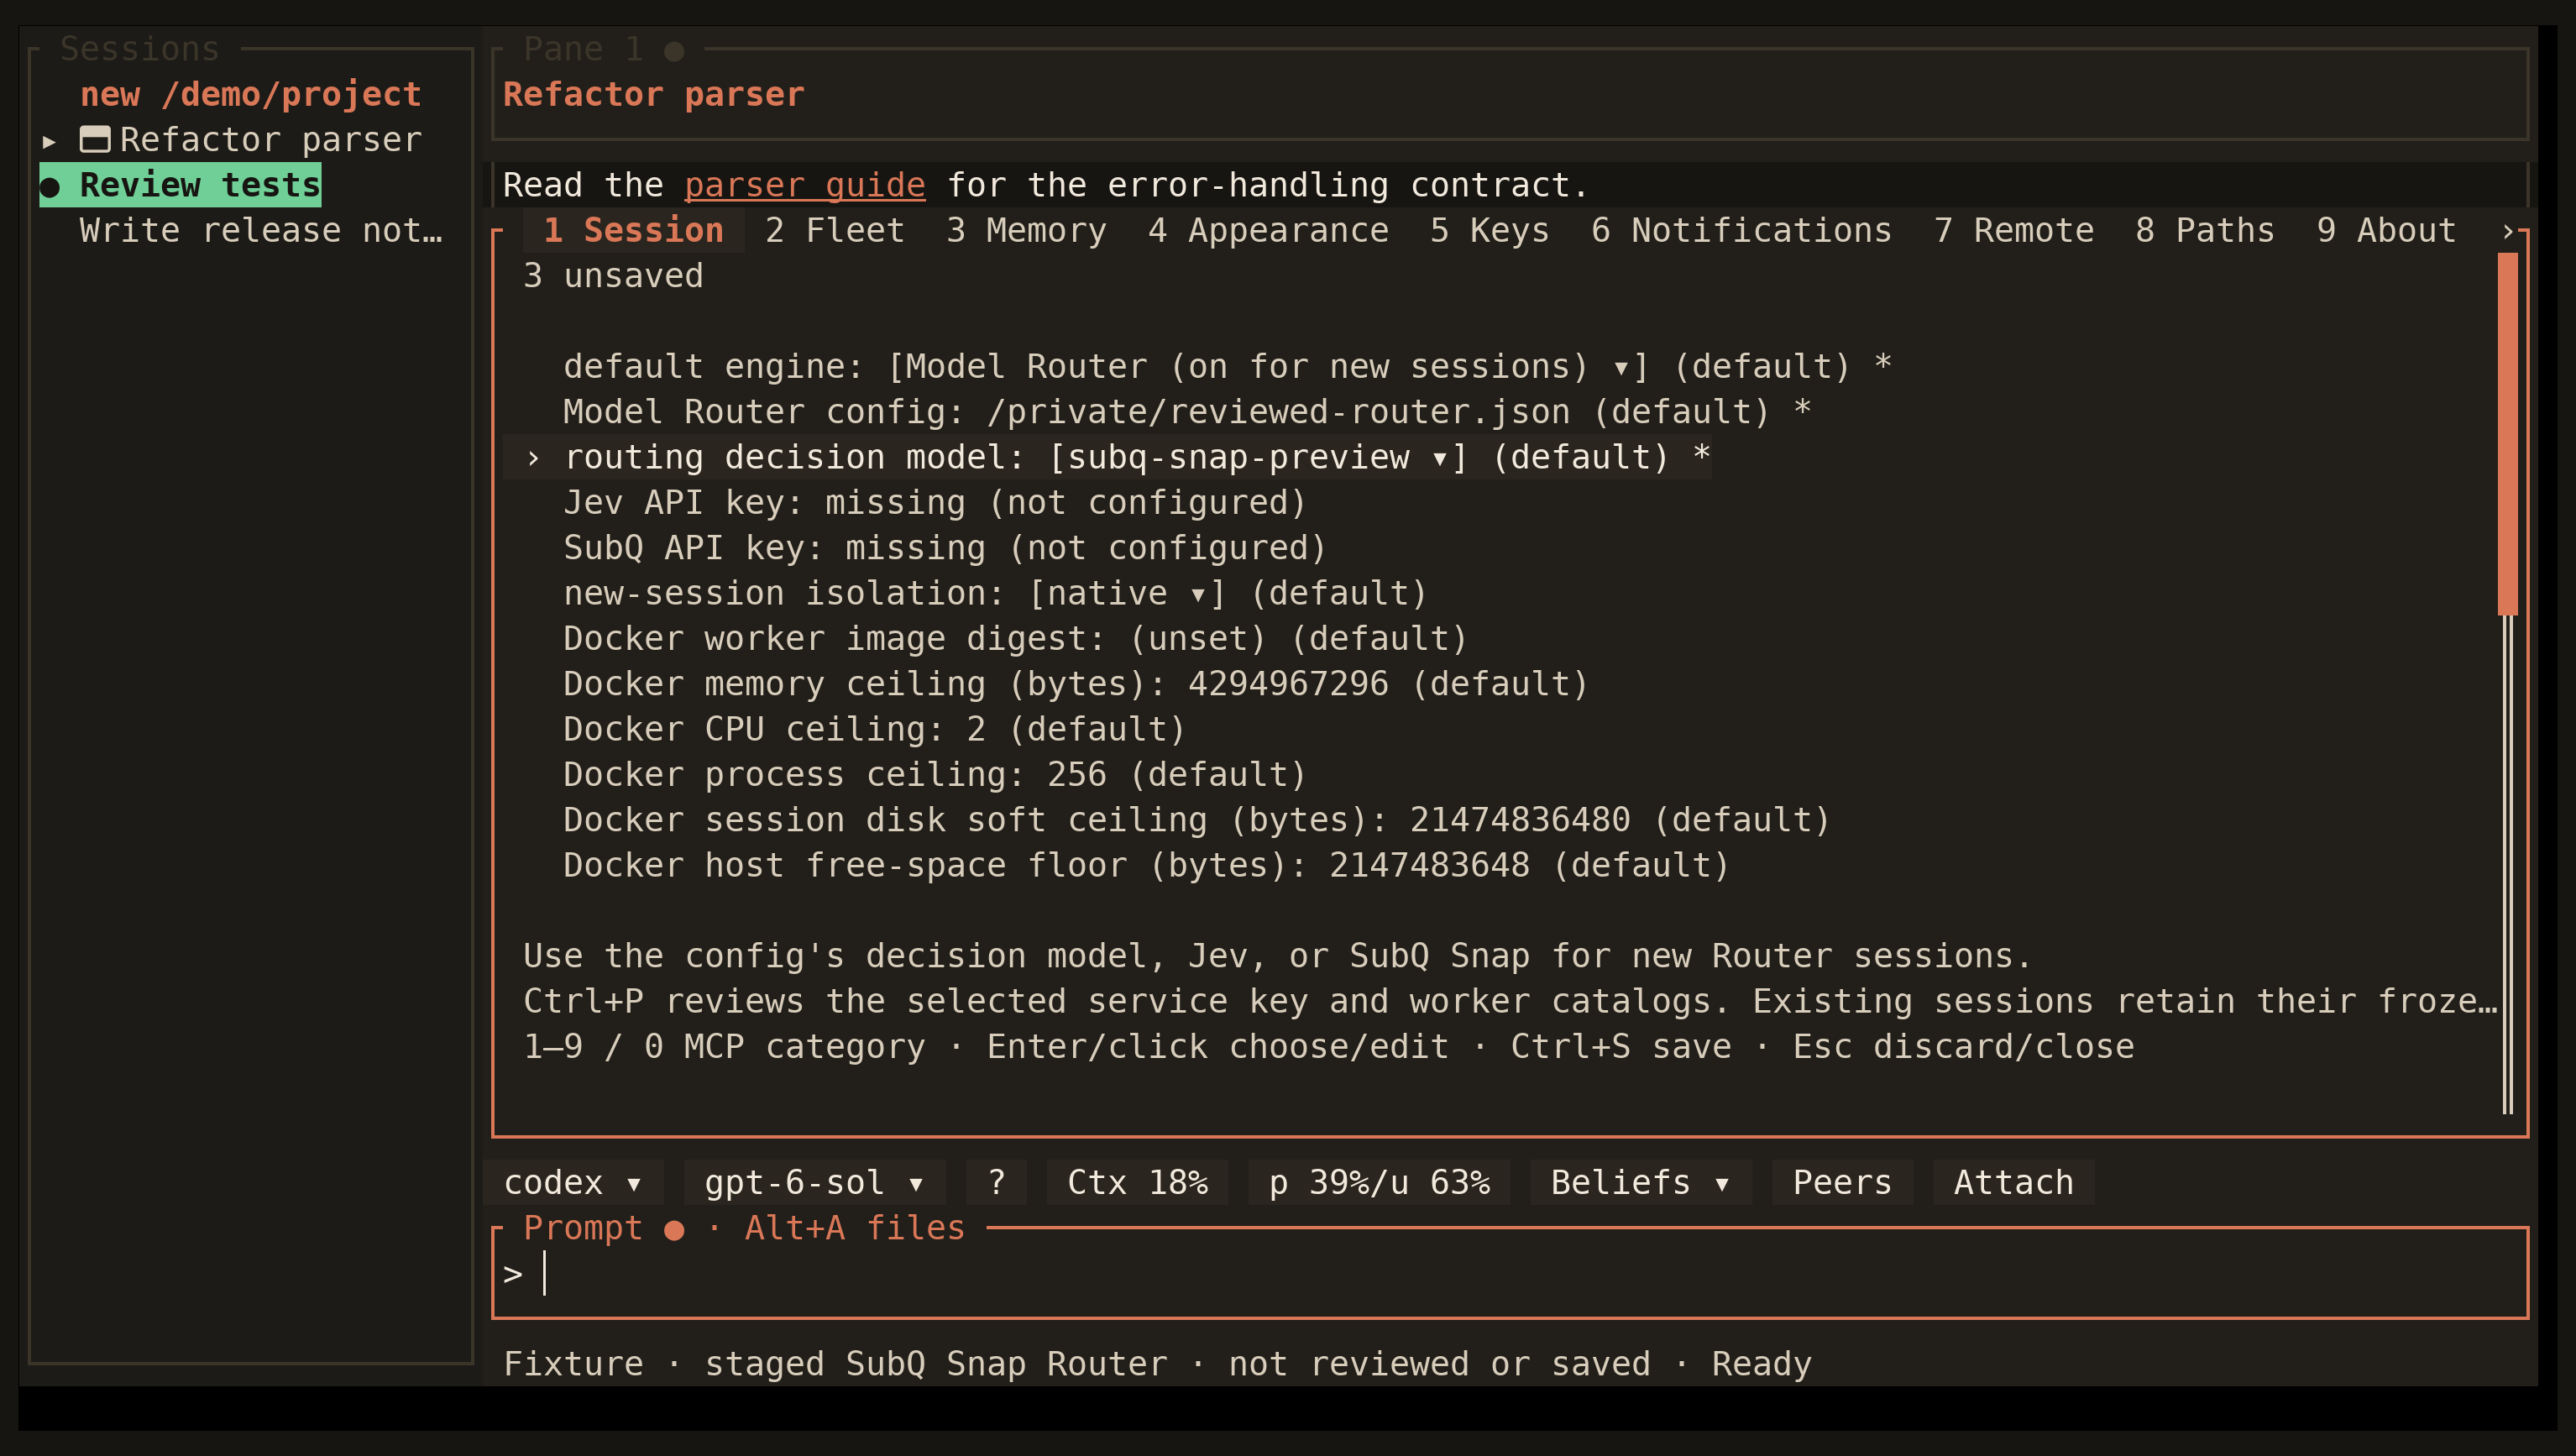 Sessions
new /demo/project
▸ Refactor parser
● Review tests
Write release not…
Pane 1 ●
Refactor parser
Read the parser guide for the error-handling contract.
1 Session 2 Fleet 3 Memory 4 Appearance 5 Keys 6 Notifications 7 Remote 8 Paths 9 About ›
3 unsaved
default engine: [Model Router (on for new sessions) ▾] (default) *
Model Router config: /private/reviewed-router.json (default) *
› routing decision model: [subq-snap-preview ▾] (default) *
Jev API key: missing (not configured)
SubQ API key: missing (not configured)
new-session isolation: [native ▾] (default)
Docker worker image digest: (unset) (default)
Docker memory ceiling (bytes): 4294967296 (default)
Docker CPU ceiling: 2 (default)
Docker process ceiling: 256 (default)
Docker session disk soft ceiling (bytes): 21474836480 (default)
Docker host free-space floor (bytes): 2147483648 (default)
Use the config's decision model, Jev, or SubQ Snap for new Router sessions.
Ctrl+P reviews the selected service key and worker catalogs. Existing sessions retain their froze…
1–9 / 0 MCP category · Enter/click choose/edit · Ctrl+S save · Esc discard/close
codex ▾ gpt-6-sol ▾ ? Ctx 18% p 39%/u 63% Beliefs ▾ Peers Attach
Prompt ● · Alt+A files
>
Fixture · staged SubQ Snap Router · not reviewed or saved · Ready